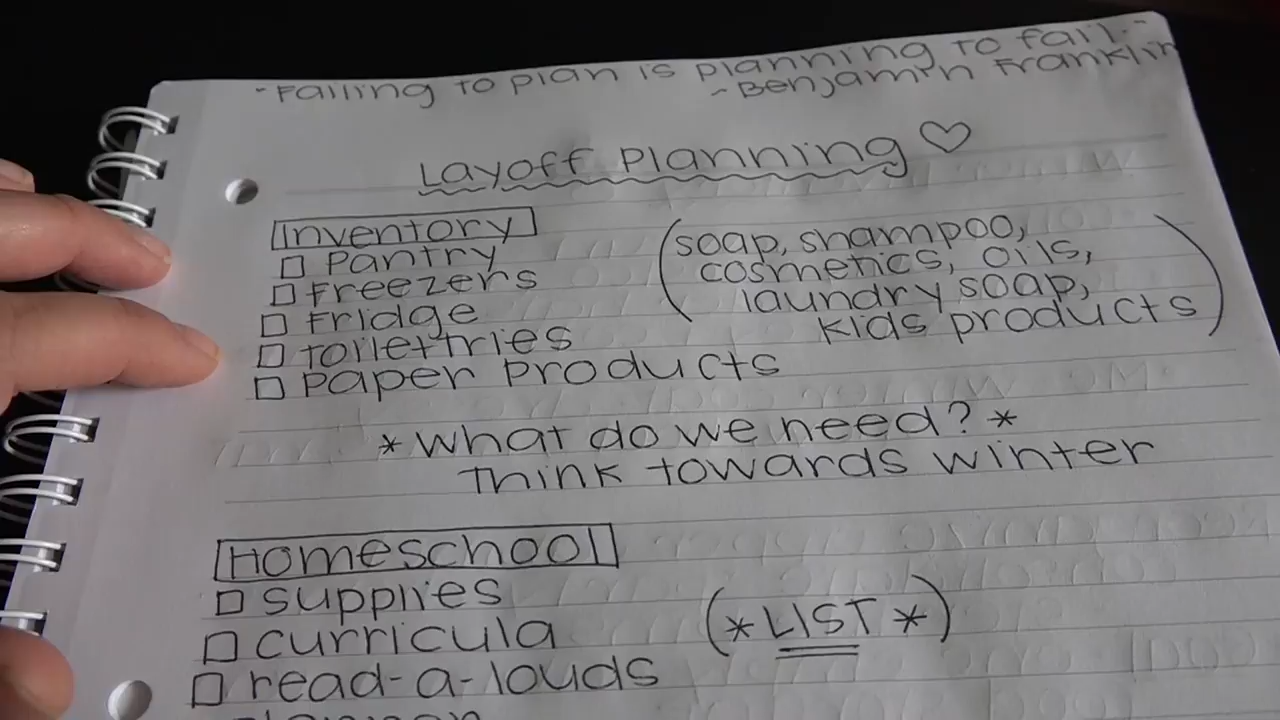 "Failing to plan is planning to fail."
~Benjamin Franklin
Layoff Planning ♡
Inventory
☐ Pantry
☐ Freezers
☐ Fridge
☐ toilettries
☐ Paper Products
(soap, shampoo,
cosmetics, oils,
laundry soap,
kids products)
*What do we need?*
Think towards winter
Homeschool
☐ supplies
☐ curricula
☐ read-a-louds
(*LIST*)